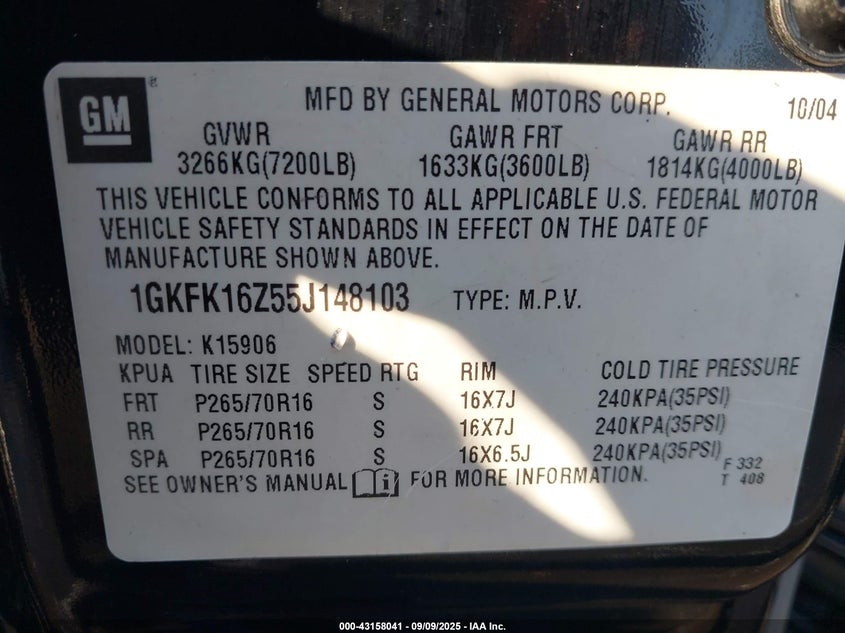 GM ®
MFD BY GENERAL MOTORS CORP. 10/04
GVWR GAWR FRT GAWR RR
3266KG(7200LB) 1633KG(3600LB) 1814KG(4000LB)
THIS VEHICLE CONFORMS TO ALL APPLICABLE U.S. FEDERAL MOTOR
VEHICLE SAFETY STANDARDS IN EFFECT ON THE DATE OF
MANUFACTURE SHOWN ABOVE.
1GKFK16Z55J148103 TYPE: M.P.V.
MODEL: K15906
KPUA TIRE SIZE SPEED RTG RIM COLD TIRE PRESSURE
FRT P265/70R16 S 16X7J 240KPA(35PSI)
RR P265/70R16 S 16X7J 240KPA(35PSI)
SPA P265/70R16 S 16X6.5J 240KPA(35PSI)
F 332
SEE OWNER'S MANUAL i FOR MORE INFORMATION.
T 408
000-43158041 | 09/09/2025 - IAA Inc.